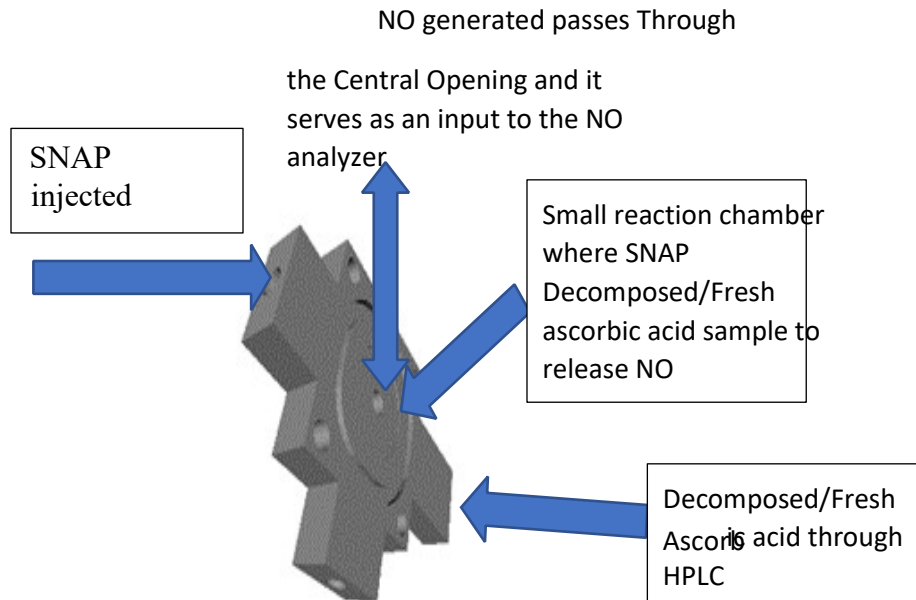 NO generated passes Through
the Central Opening and it
serves as an input to the NO
analyzer
SNAP
injected
Small reaction chamber
where SNAP
Decomposed/Fresh
ascorbic acid sample to
release NO
Decomposed/Fresh
Ascorbic acid through
HPLC